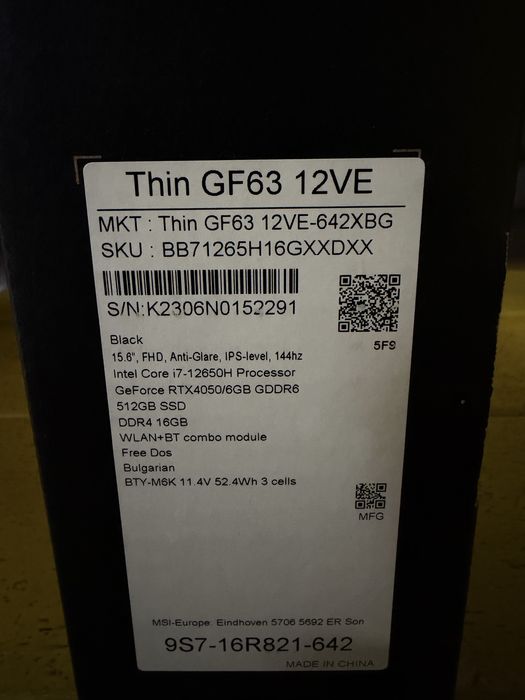 Thin GF63 12VE
MKT : Thin GF63 12VE-642XBG
SKU : BB71265H16GXXDXX
S/N:K2306N0152291
5F9
Black
15.6", FHD, Anti-Glare, IPS-level, 144hz
Intel Core i7-12650H Processor
GeForce RTX4050/6GB GDDR6
512GB SSD
DDR4 16GB
WLAN+BT combo module
Free Dos
Bulgarian
BTY-M6K 11.4V 52.4Wh 3 cells
MFG
MSI-Europe: Eindhoven 5706 5692 ER Son
9S7-16R821-642
MADE IN CHINA